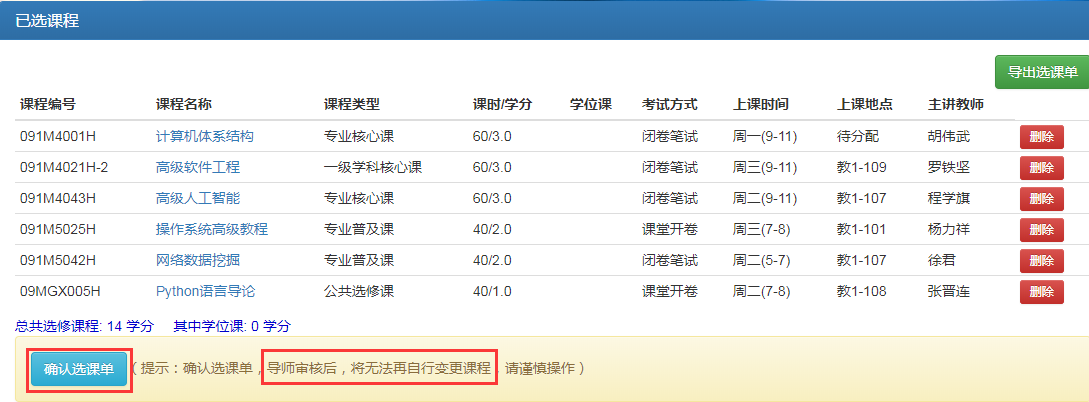 已选课程
导出选课单
课程编号 课程名称 课程类型 课时/学分 学位课 考试方式 上课时间 上课地点 主讲教师
091M4001H 计算机体系结构 专业核心课 60/3.0 闭卷笔试 周一(9-11) 待分配 胡伟武 删除
091M4021H-2 高级软件工程 一级学科核心课 60/3.0 闭卷笔试 周三(9-11) 教1-109 罗铁坚 删除
091M4043H 高级人工智能 专业核心课 60/3.0 闭卷笔试 周二(9-11) 教1-107 程学旗 删除
091M5025H 操作系统高级教程 专业普及课 40/2.0 课堂开卷 周三(7-8) 教1-101 杨力祥 删除
091M5042H 网络数据挖掘 专业普及课 40/2.0 闭卷笔试 周二(5-7) 教1-107 徐君 删除
09MGX005H Python语言导论 公共选修课 40/1.0 课堂开卷 周二(7-8) 教1-108 张晋连 删除
总共选修课程: 14 学分 其中学位课: 0 学分
确认选课单 ( 提示：确认选课单，导师审核后，将无法再自行变更课程，请谨慎操作 )